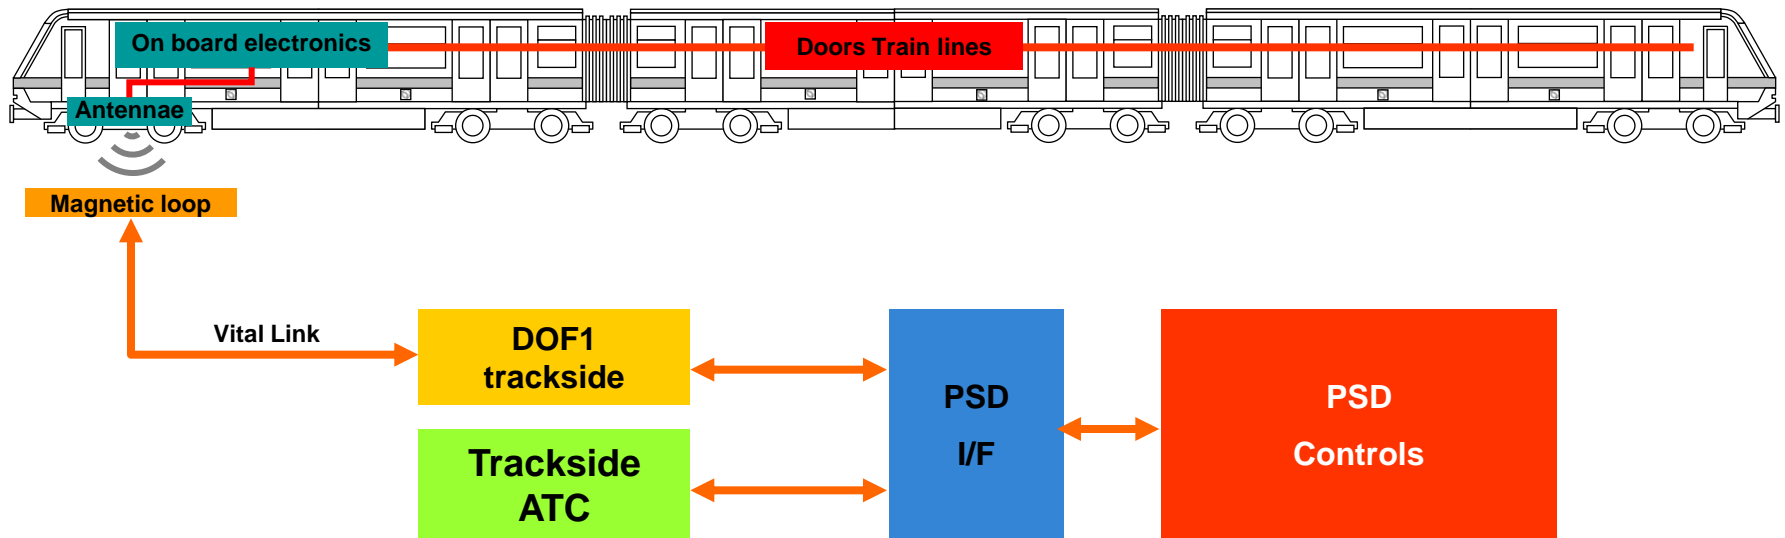 On board electronics
Doors Train lines
Antennae
Magnetic loop
Vital Link
DOF1
trackside
Trackside
ATC
PSD
I/F
PSD
Controls